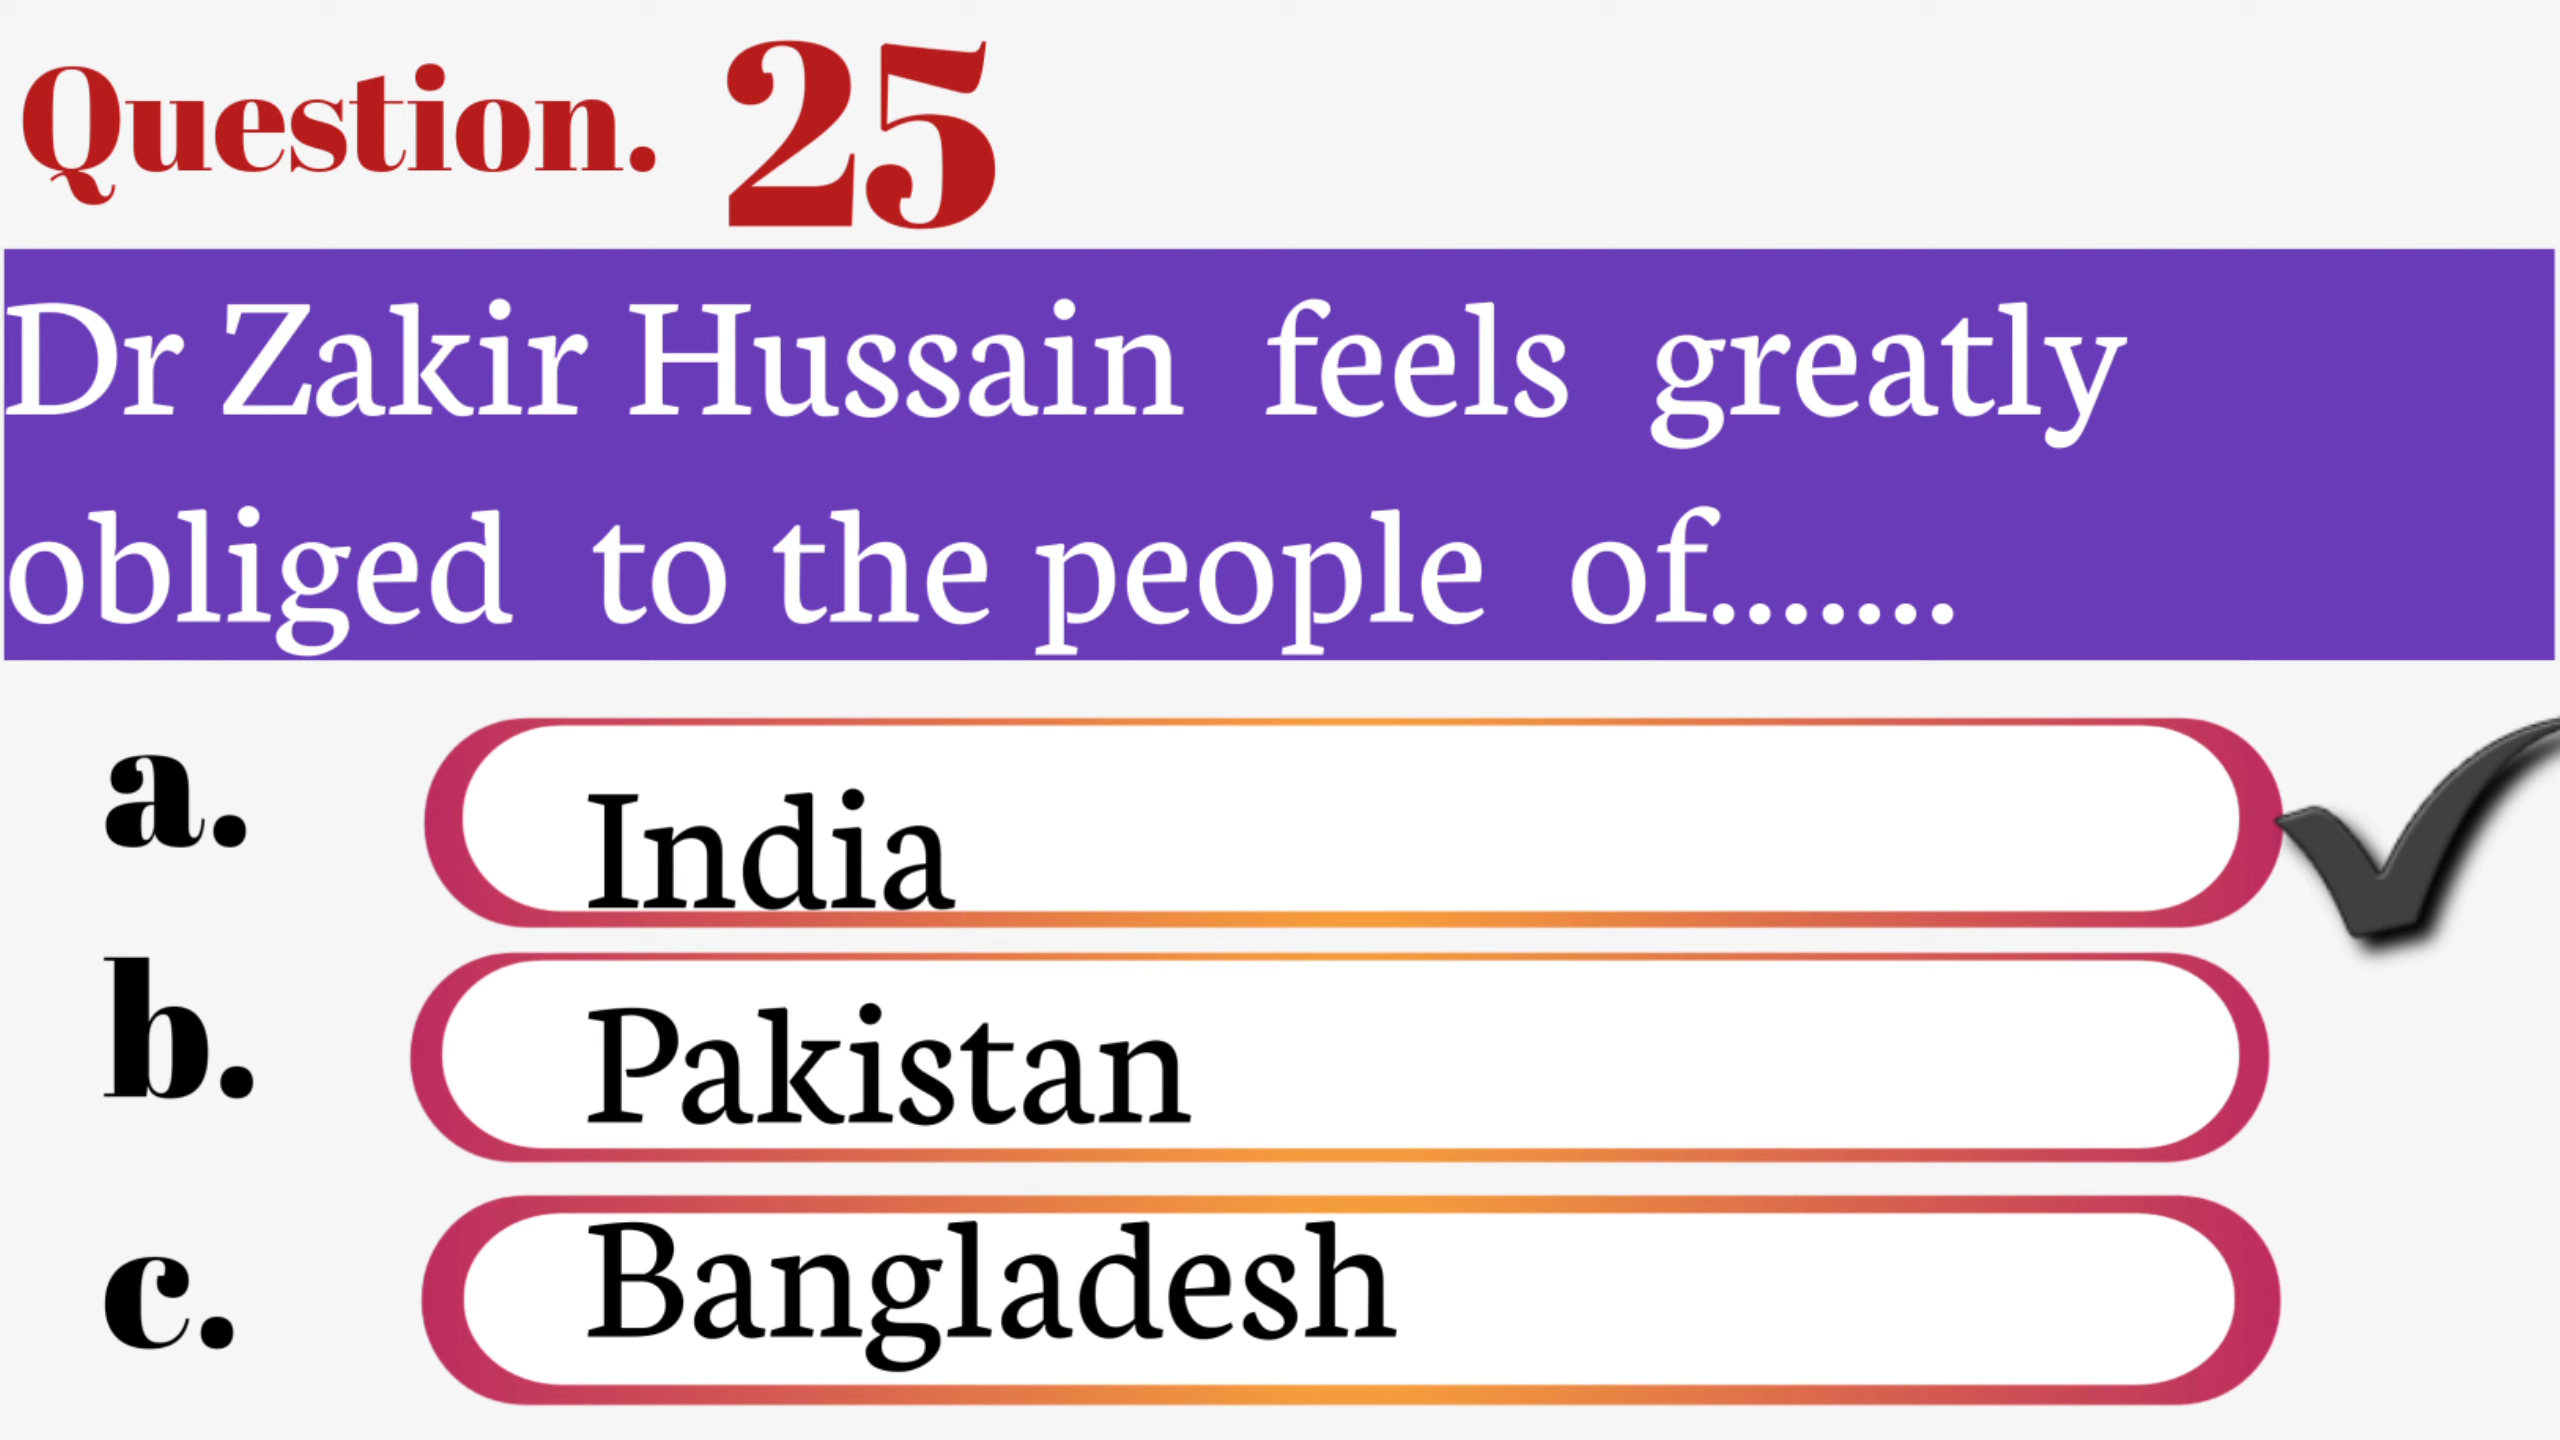 Question. 25
Dr Zakir Hussain feels greatly
obliged to the people of.......
a. India
b. Pakistan
c. Bangladesh